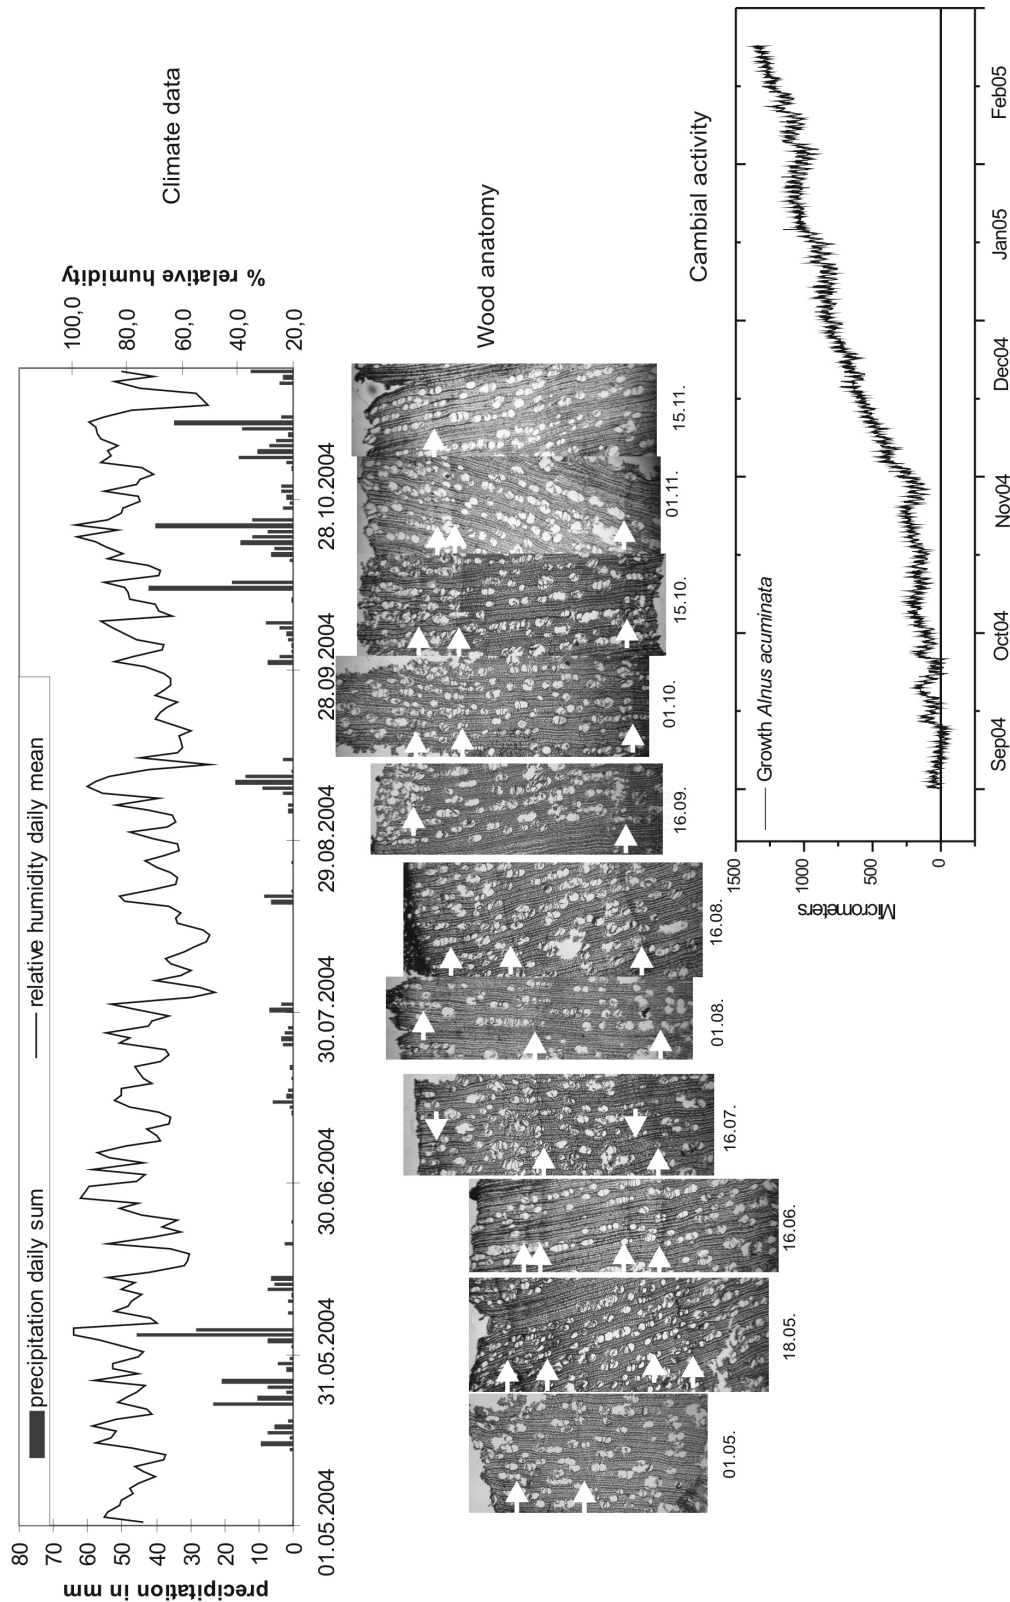 precipitation daily sum
relative humidity daily mean
Climate data
precipitation in mm
80
70
60
50
40
30
20
10
0
% relative humidity
100,0
80,0
60,0
40,0
20,0
01.05.2004
31.05.2004
30.06.2004
30.07.2004
29.08.2004
28.09.2004
28.10.2004
Wood anatomy
01.05.
18.05.
16.06.
16.07.
01.08.
16.08.
16.09.
01.10.
15.10.
01.11.
15.11.
Cambial activity
Growth Alnus acuminata
Micrometers
1500
1000
500
0
Sep04
Oct04
Nov04
Dec04
Jan05
Feb05